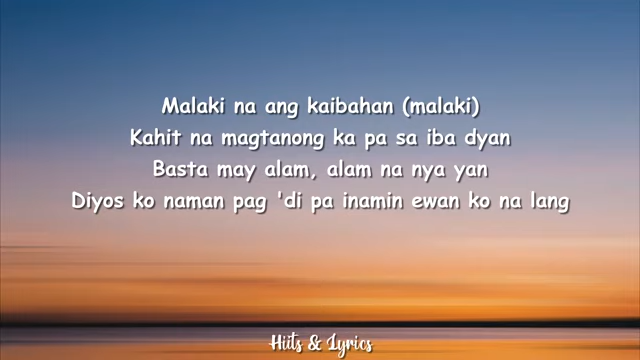 Malaki na ang kaibahan (malaki)
Kahit na magtanong ka pa sa iba dyan
Basta may alam, alam na nya yan
Diyos ko naman pag 'di pa inamin ewan ko na lang
Hiits & Lyrics